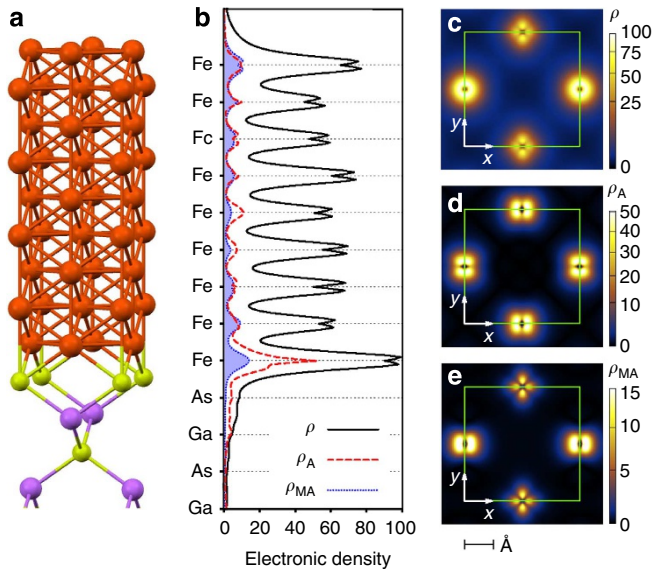 a
b
Fe
Fe
Fc
Fe
Fe
Fe
Fe
Fe
Fe
As
Ga
As
Ga
ρ
ρA
ρMA
0 20 40 60 80 100
Electronic density
c
ρ
100
75
50
25
0
y
x
d
ρA
50
40
30
20
10
0
y
x
e
ρMA
15
10
5
0
y
x
Å